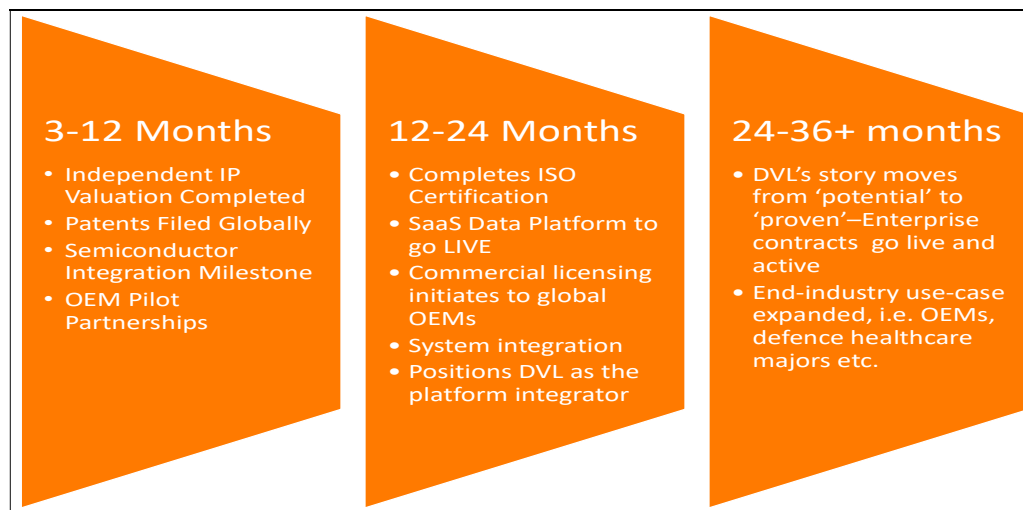 3-12 Months
• Independent IP
Valuation Completed
• Patents Filed Globally
• Semiconductor
Integration Milestone
• OEM Pilot
Partnerships
12-24 Months
• Completes ISO
Certification
• SaaS Data Platform to
go LIVE
• Commercial licensing
initiates to global
OEMs
• System integration
• Positions DVL as the
platform integrator
24-36+ months
• DVL’s story moves
from ‘potential’ to
‘proven’–Enterprise
contracts go live and
active
• End-industry use-case
expanded, i.e. OEMs,
defence healthcare
majors etc.